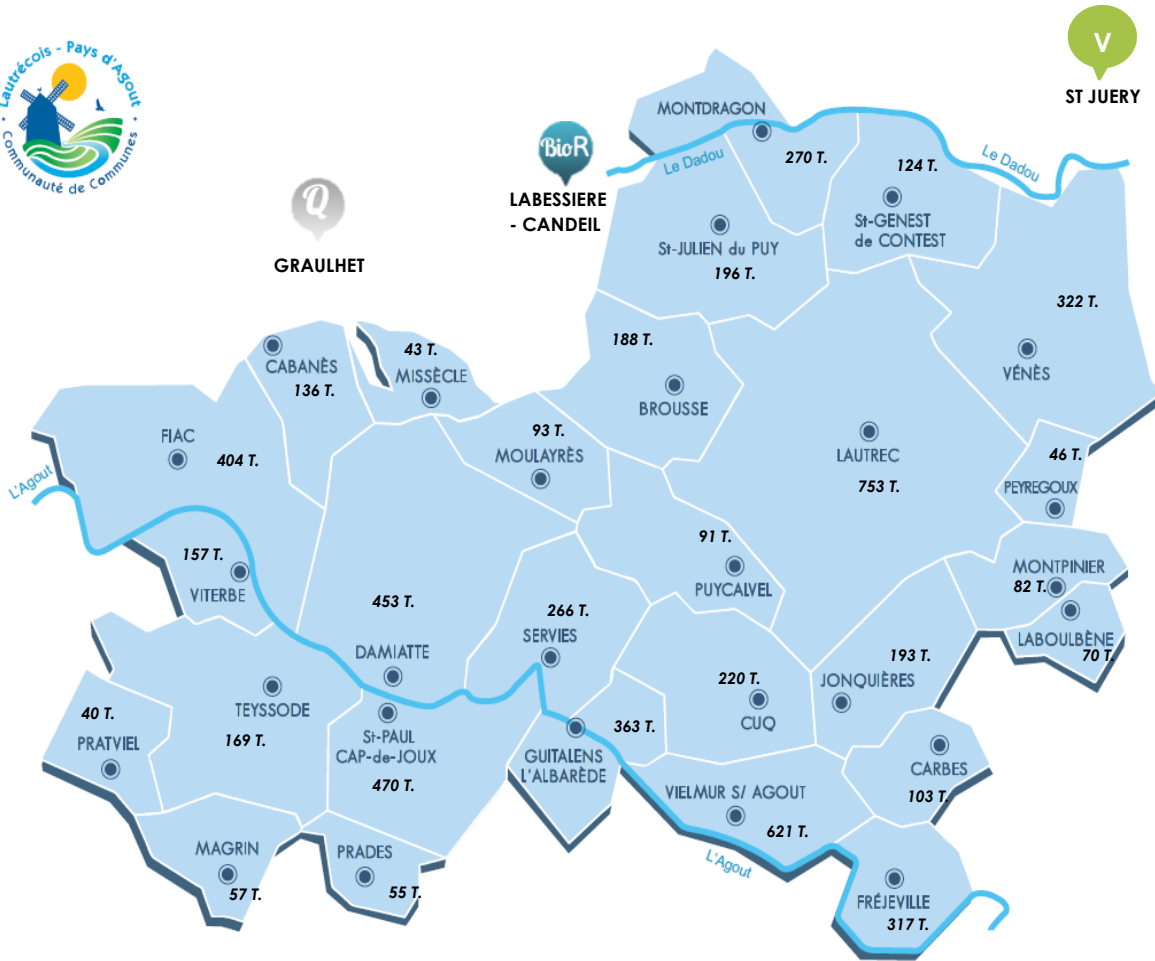 Lautrécois - Pays d'Agout
Communauté de Communes
V
ST JUERY
MONTDRAGON
270 T.
Le Dadou
Le Dadou
BioR
LABESSIERE
- CANDEIL
124 T.
St-GENEST
de CONTEST
Q
GRAULHET
St-JULIEN du PUY
196 T.
322 T.
VÉNÈS
188 T.
BROUSSE
CABANÈS
136 T.
43 T.
MISSÈCLE
FIAC
404 T.
93 T.
MOULAYRÈS
LAUTREC
753 T.
46 T.
PEYREGOUX
L'Agout
157 T.
VITERBE
91 T.
PUYCALVEL
MONTPINIER
82 T.
453 T.
DAMIATTE
266 T.
SERVIES
LABOULBÈNE
70 T.
193 T.
JONQUIÈRES
220 T.
CUQ
TEYSSODE
169 T.
40 T.
PRATVIEL
St-PAUL
CAP-de-JOUX
470 T.
363 T.
GUITALENS
L'ALBARÈDE
CARBES
103 T.
VIELMUR S/ AGOUT
621 T.
L'Agout
MAGRIN
57 T.
PRADES
55 T.
FRÉJEVILLE
317 T.